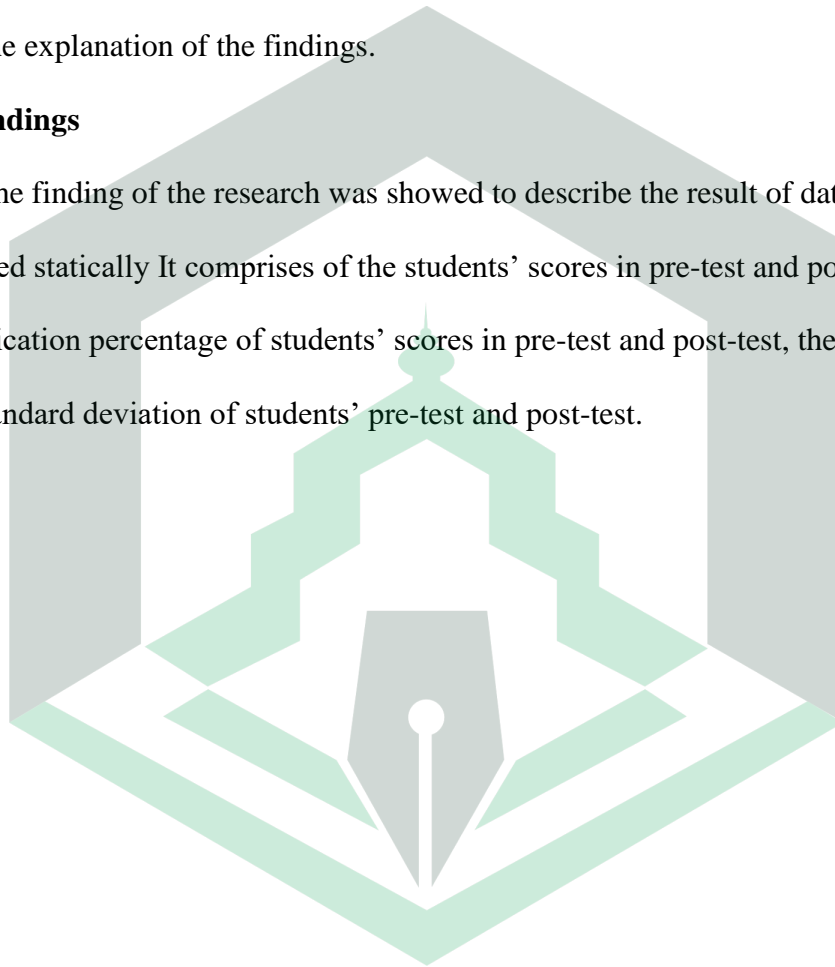 e explanation of the findings.
ndings
he finding of the research was showed to describe the result of dat
ed statically It comprises of the students’ scores in pre-test and po
ication percentage of students’ scores in pre-test and post-test, the
ndard deviation of students’ pre-test and post-test.